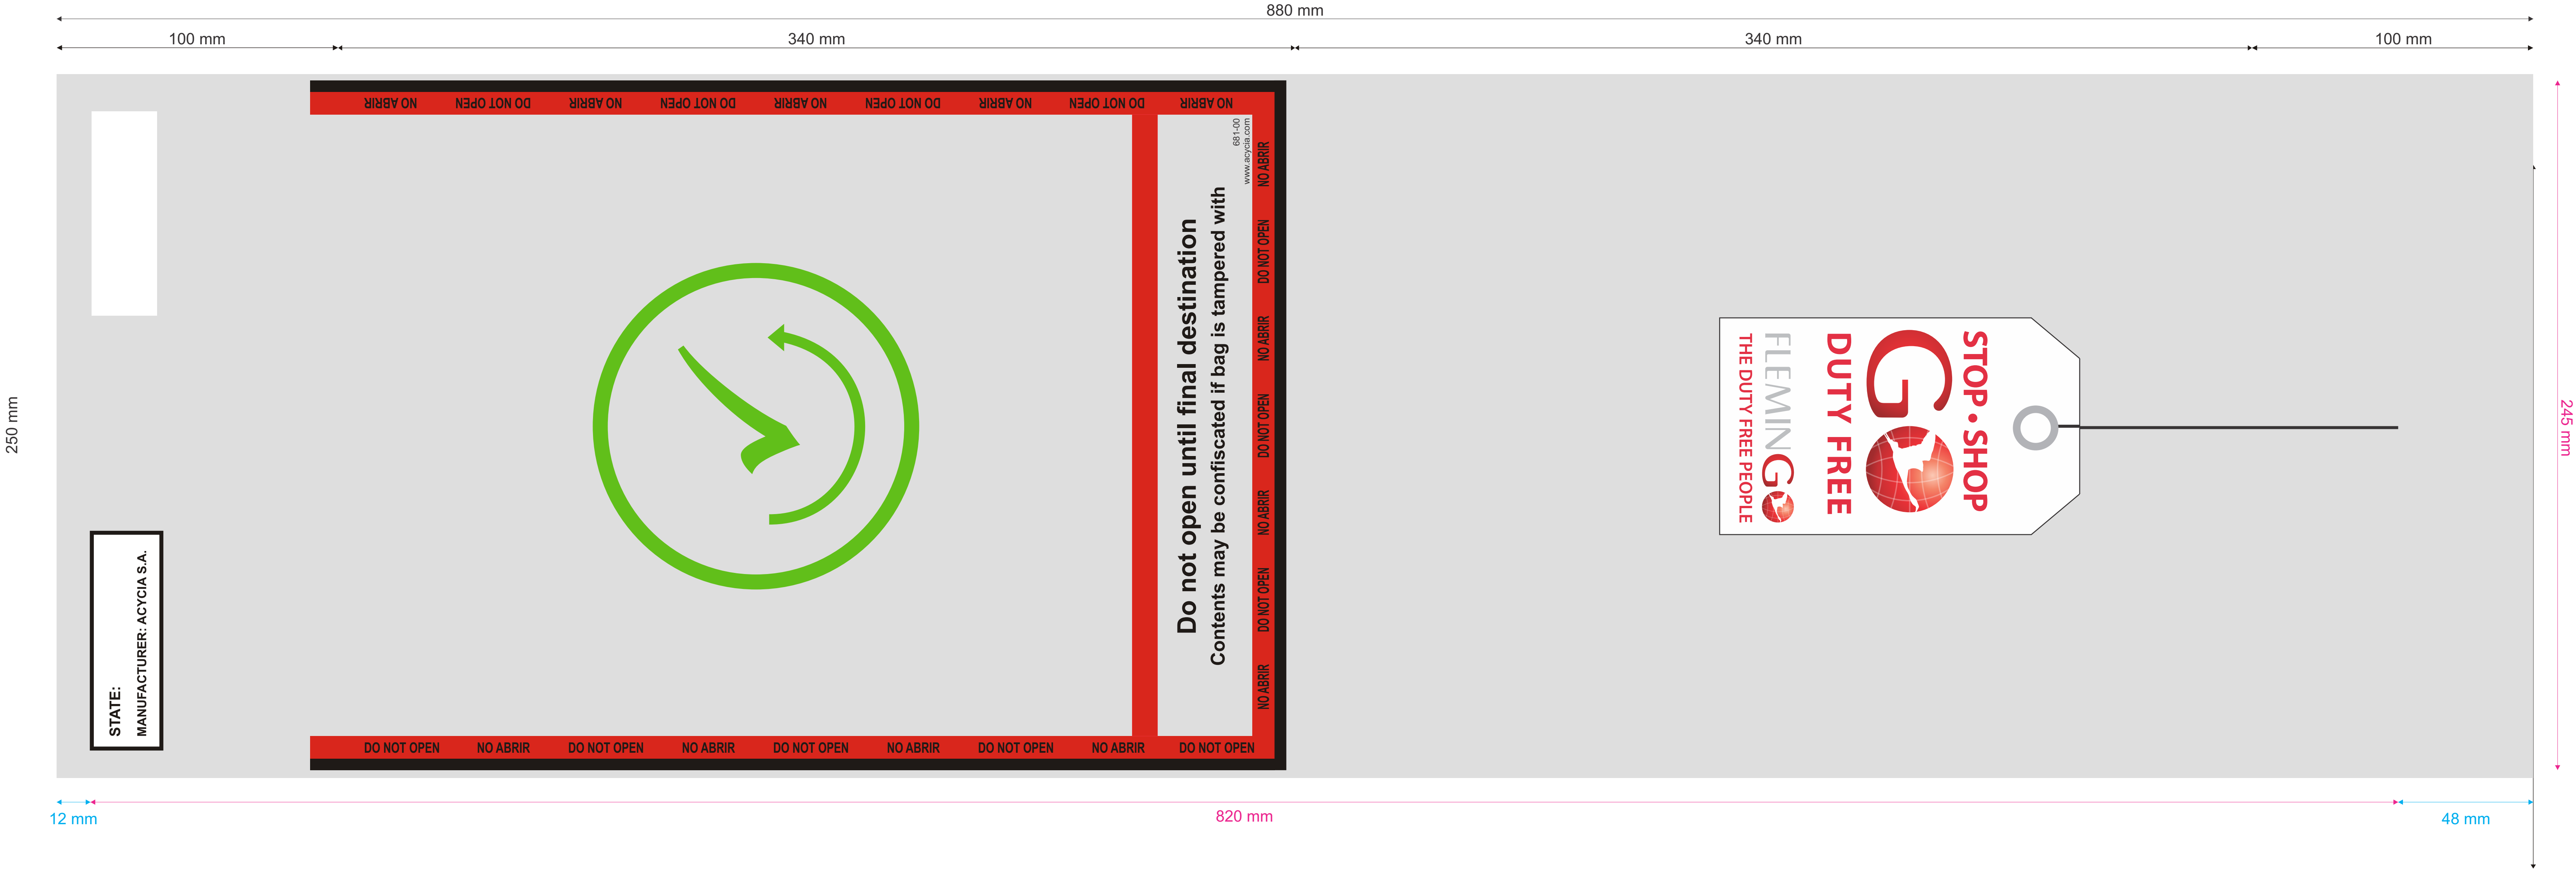 880 mm
100 mm
340 mm
340 mm
100 mm
250 mm
245 mm
NO ABRIR DO NOT OPEN NO ABRIR DO NOT OPEN NO ABRIR DO NOT OPEN NO ABRIR DO NOT OPEN NO ABRIR
STATE:
MANUFACTURER: ACYCIA S.A.
Do not open until final destination
Contents may be confiscated if bag is tampered with
6681-00
www.acycia.com
NO ABRIR DO NOT OPEN NO ABRIR DO NOT OPEN NO ABRIR DO NOT OPEN NO ABRIR
DO NOT OPEN NO ABRIR DO NOT OPEN NO ABRIR DO NOT OPEN NO ABRIR DO NOT OPEN NO ABRIR DO NOT OPEN
STOP • SHOP
GO
DUTY FREE
FLEMINGO
THE DUTY FREE PEOPLE
12 mm
820 mm
48 mm